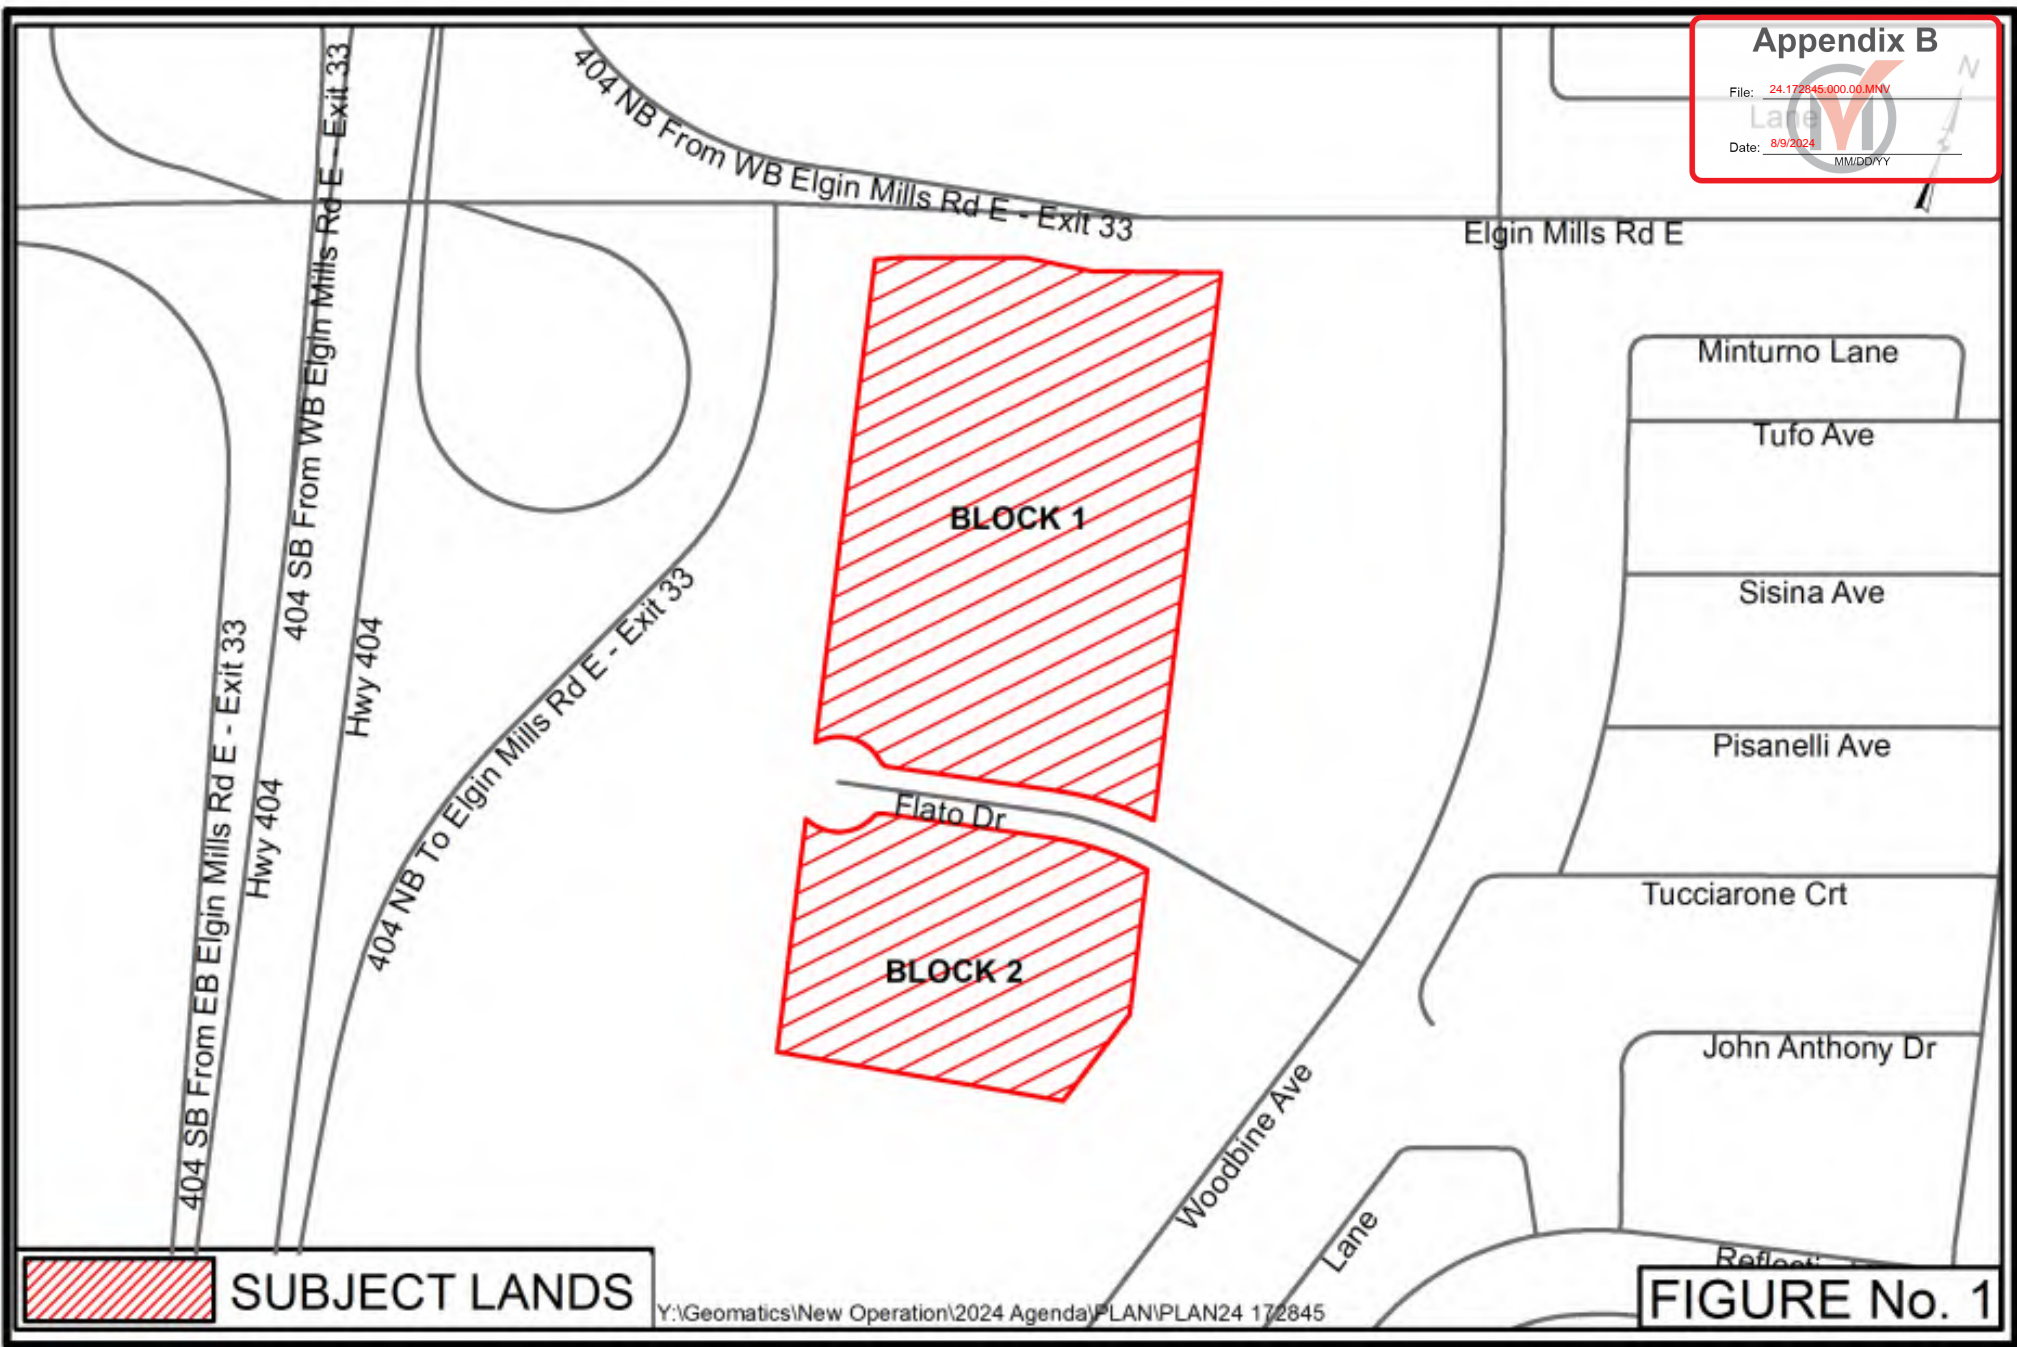 Appendix B
File: 24.172845.000.00.MNV
Lane
Date: 8/9/2024
MM/DD/YY
N
404 SB From WB Elgin Mills Rd E - Exit 33
404 NB From WB Elgin Mills Rd E - Exit 33
Elgin Mills Rd E
Minturno Lane
Tufo Ave
BLOCK 1
Sisina Ave
404 SB From EB Elgin Mills Rd E - Exit 33
Hwy 404
Hwy 404
404 NB To Elgin Mills Rd E - Exit 33
Pisanelli Ave
Flato Dr
Tucciarone Crt
BLOCK 2
John Anthony Dr
Woodbine Ave
Lane
SUBJECT LANDS
Y:\Geomatics\New Operation\2024 Agenda\PLAN\PLAN24 172845
FIGURE No. 1